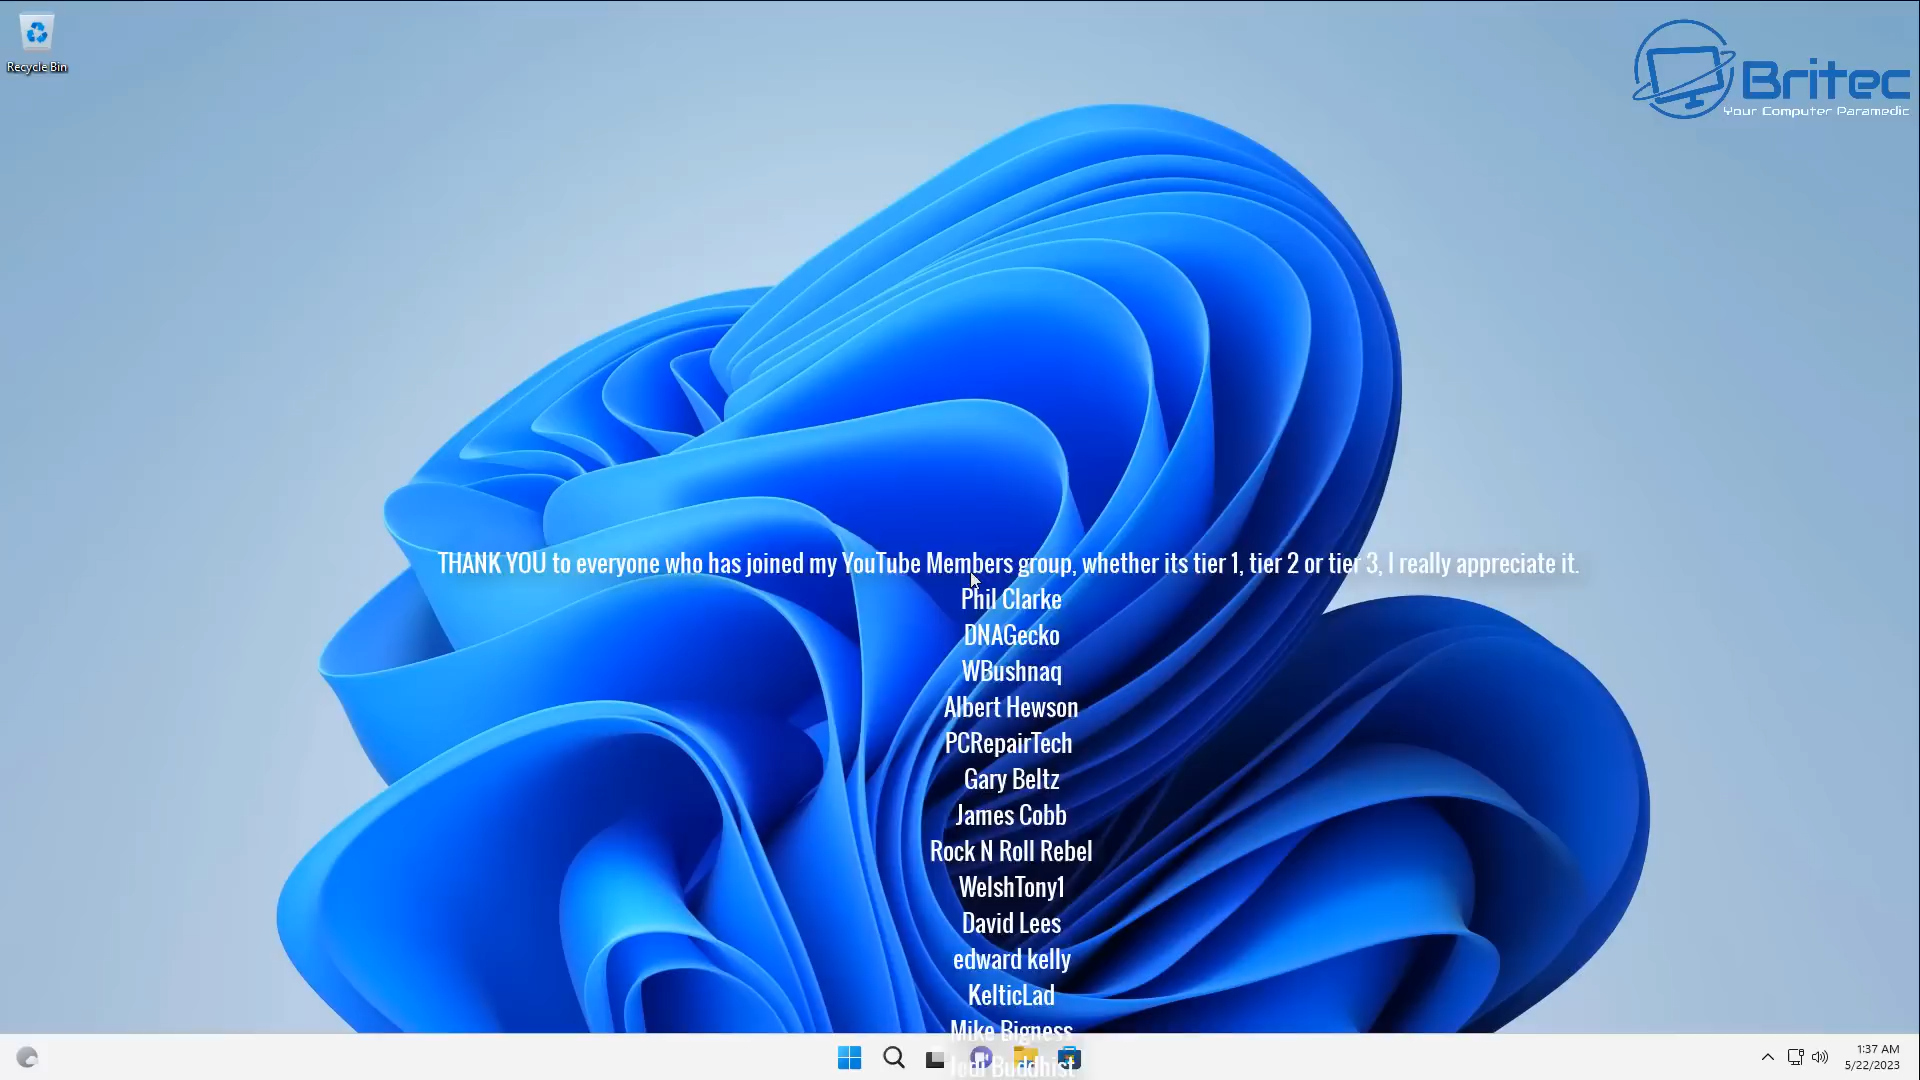 Recycle Bin
Britec
Your Computer Paramedic
THANK YOU to everyone who has joined my YouTube Members group, whether its tier 1, tier 2 or tier 3, I really appreciate it.
Phil Clarke
DNAGecko
WBushnaq
Albert Hewson
PCRepairTech
Gary Beltz
James Cobb
Rock N Roll Rebel
WelshTony1
David Lees
edward kelly
KelticLad
Mike Bigness
Jodi Buddhist
1:37 AM
5/22/2023